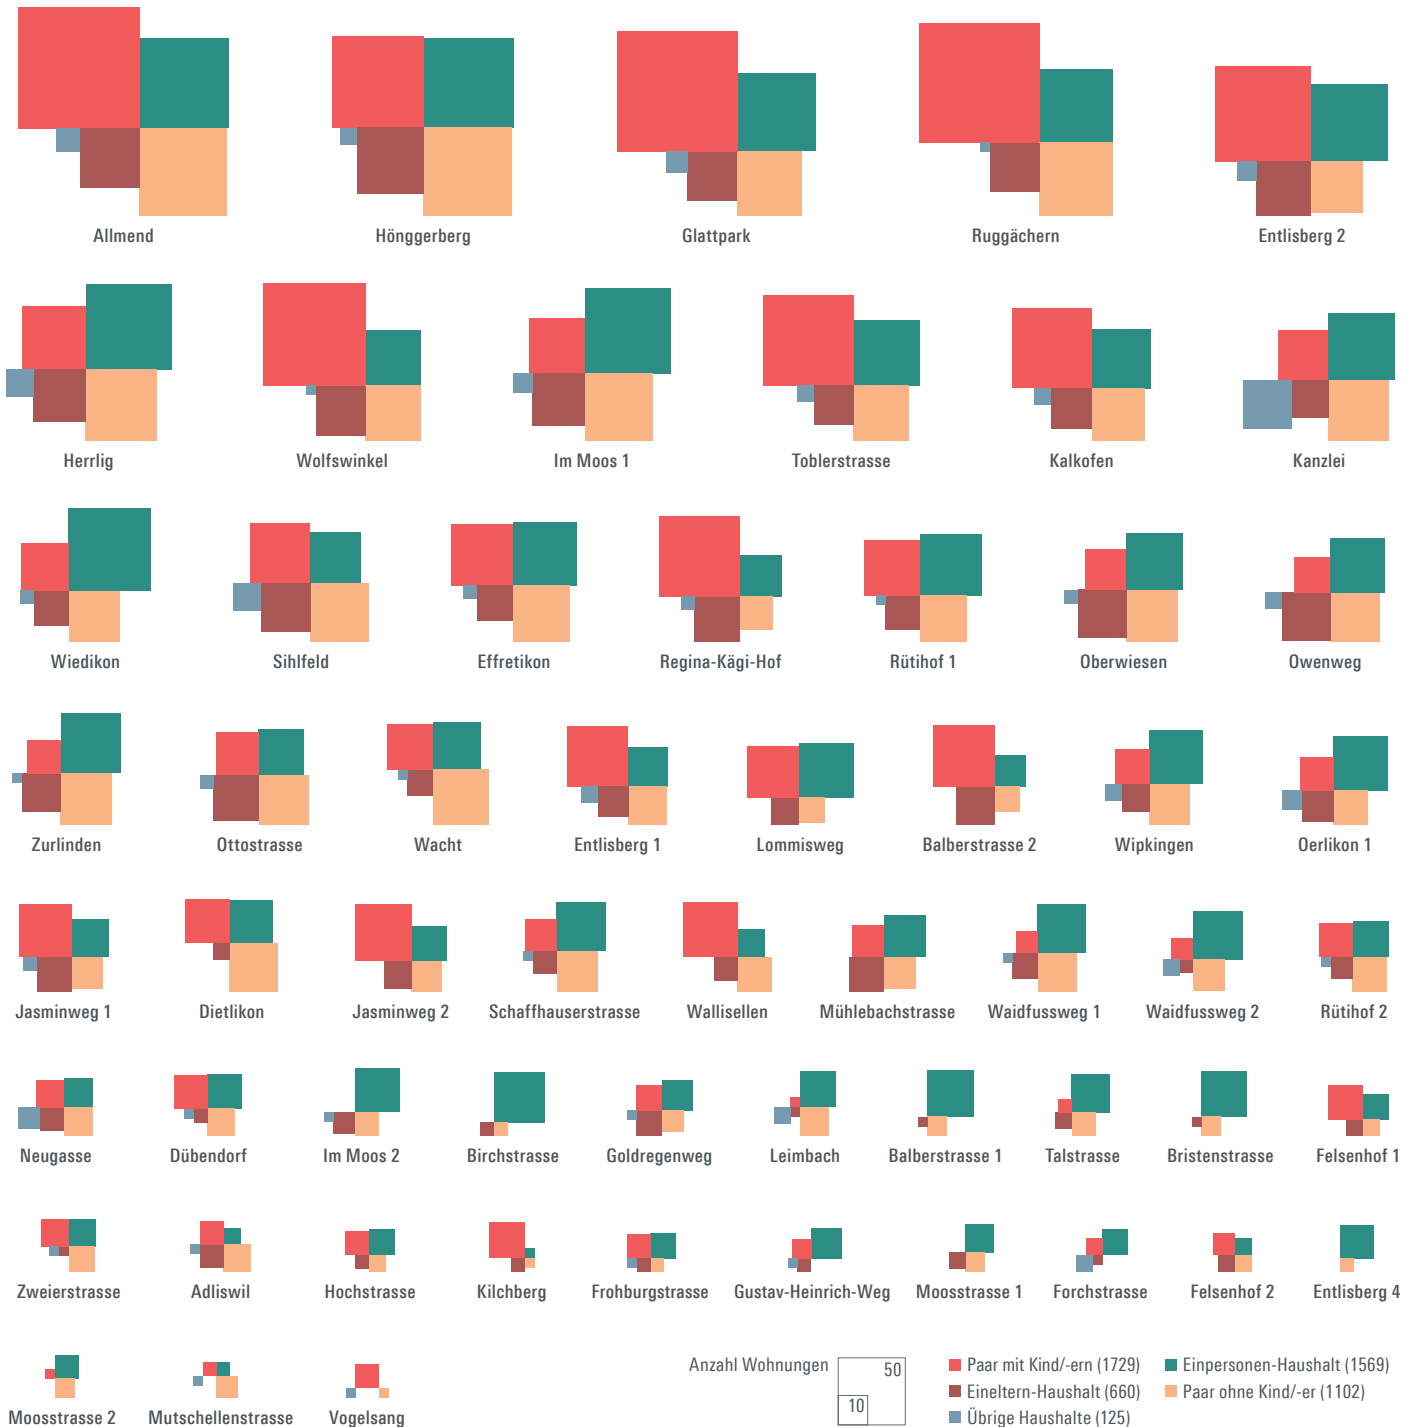 Allmend
Hönggerberg
Glattpark
Ruggächern
Entlisberg 2
Herrlig
Wolfswinkel
Im Moos 1
Toblerstrasse
Kalkofen
Kanzlei
Wiedikon
Sihlfeld
Effretikon
Regina-Kägi-Hof
Rütihof 1
Oberwiesen
Owenweg
Zurlinden
Ottostrasse
Wacht
Entlisberg 1
Lommisweg
Balberstrasse 2
Wipkingen
Oerlikon 1
Jasminweg 1
Dietlikon
Jasminweg 2
Schaffhauserstrasse
Wallisellen
Mühlebachstrasse
Waidfussweg 1
Waidfussweg 2
Rütihof 2
Neugasse
Dübendorf
Im Moos 2
Birchstrasse
Goldregenweg
Leimbach
Balberstrasse 1
Talstrasse
Bristenstrasse
Felsenhof 1
Zweierstrasse
Adliswil
Hochstrasse
Kilchberg
Frohburgstrasse
Gustav-Heinrich-Weg
Moosstrasse 1
Forchstrasse
Felsenhof 2
Entlisberg 4
Moosstrasse 2
Mutschellenstrasse
Vogelsang
Anzahl Wohnungen
50
10
Paar mit Kind/-ern (1729)
Eineltern-Haushalt (660)
Übrige Haushalte (125)
Einpersonen-Haushalt (1569)
Paar ohne Kind/-er (1102)